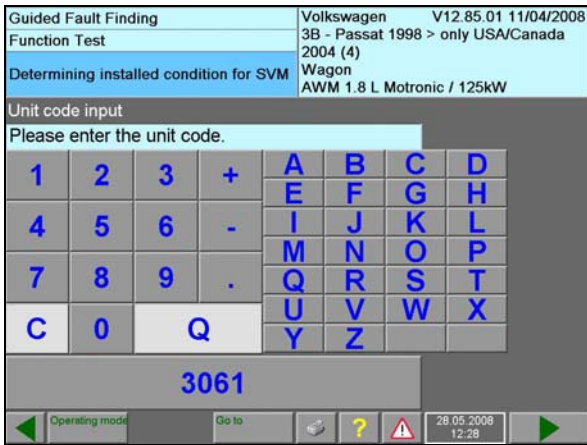 Guided Fault Finding
Function Test
Determining installed condition for SVM
Volkswagen V12.85.01 11/04/2008
3B - Passat 1998 > only USA/Canada
2004 (4)
Wagon
AWM 1.8 L Motronic / 125kW
Unit code input
Please enter the unit code.
1 2 3 + A B C D
E F G H
4 5 6 - I J K L
M N O P
7 8 9 . Q R S T
U V W X
C 0 Q Y Z
3061
Operating mode Go to ? 28.05.2008
12:28